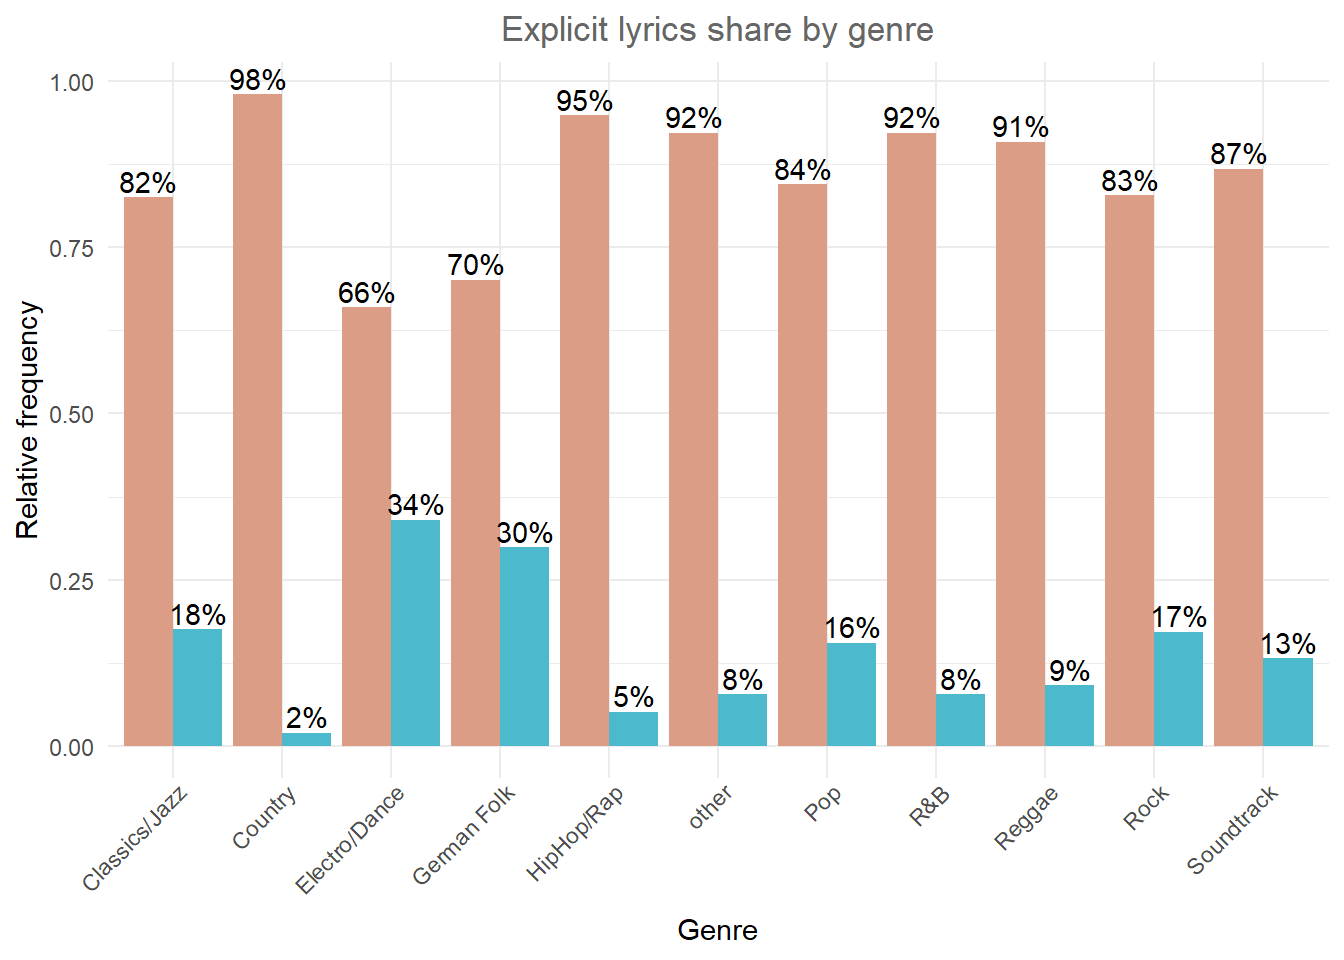 Explicit lyrics share by genre
Relative frequency
1.00
0.75
0.50
0.25
0.00
82%
18%
98%
2%
66%
34%
70%
30%
95%
5%
92%
8%
84%
16%
92%
8%
91%
9%
83%
17%
87%
13%
Classics/Jazz
Country
Electro/Dance
German Folk
HipHop/Rap
other
Pop
R&B
Reggae
Rock
Soundtrack
Genre